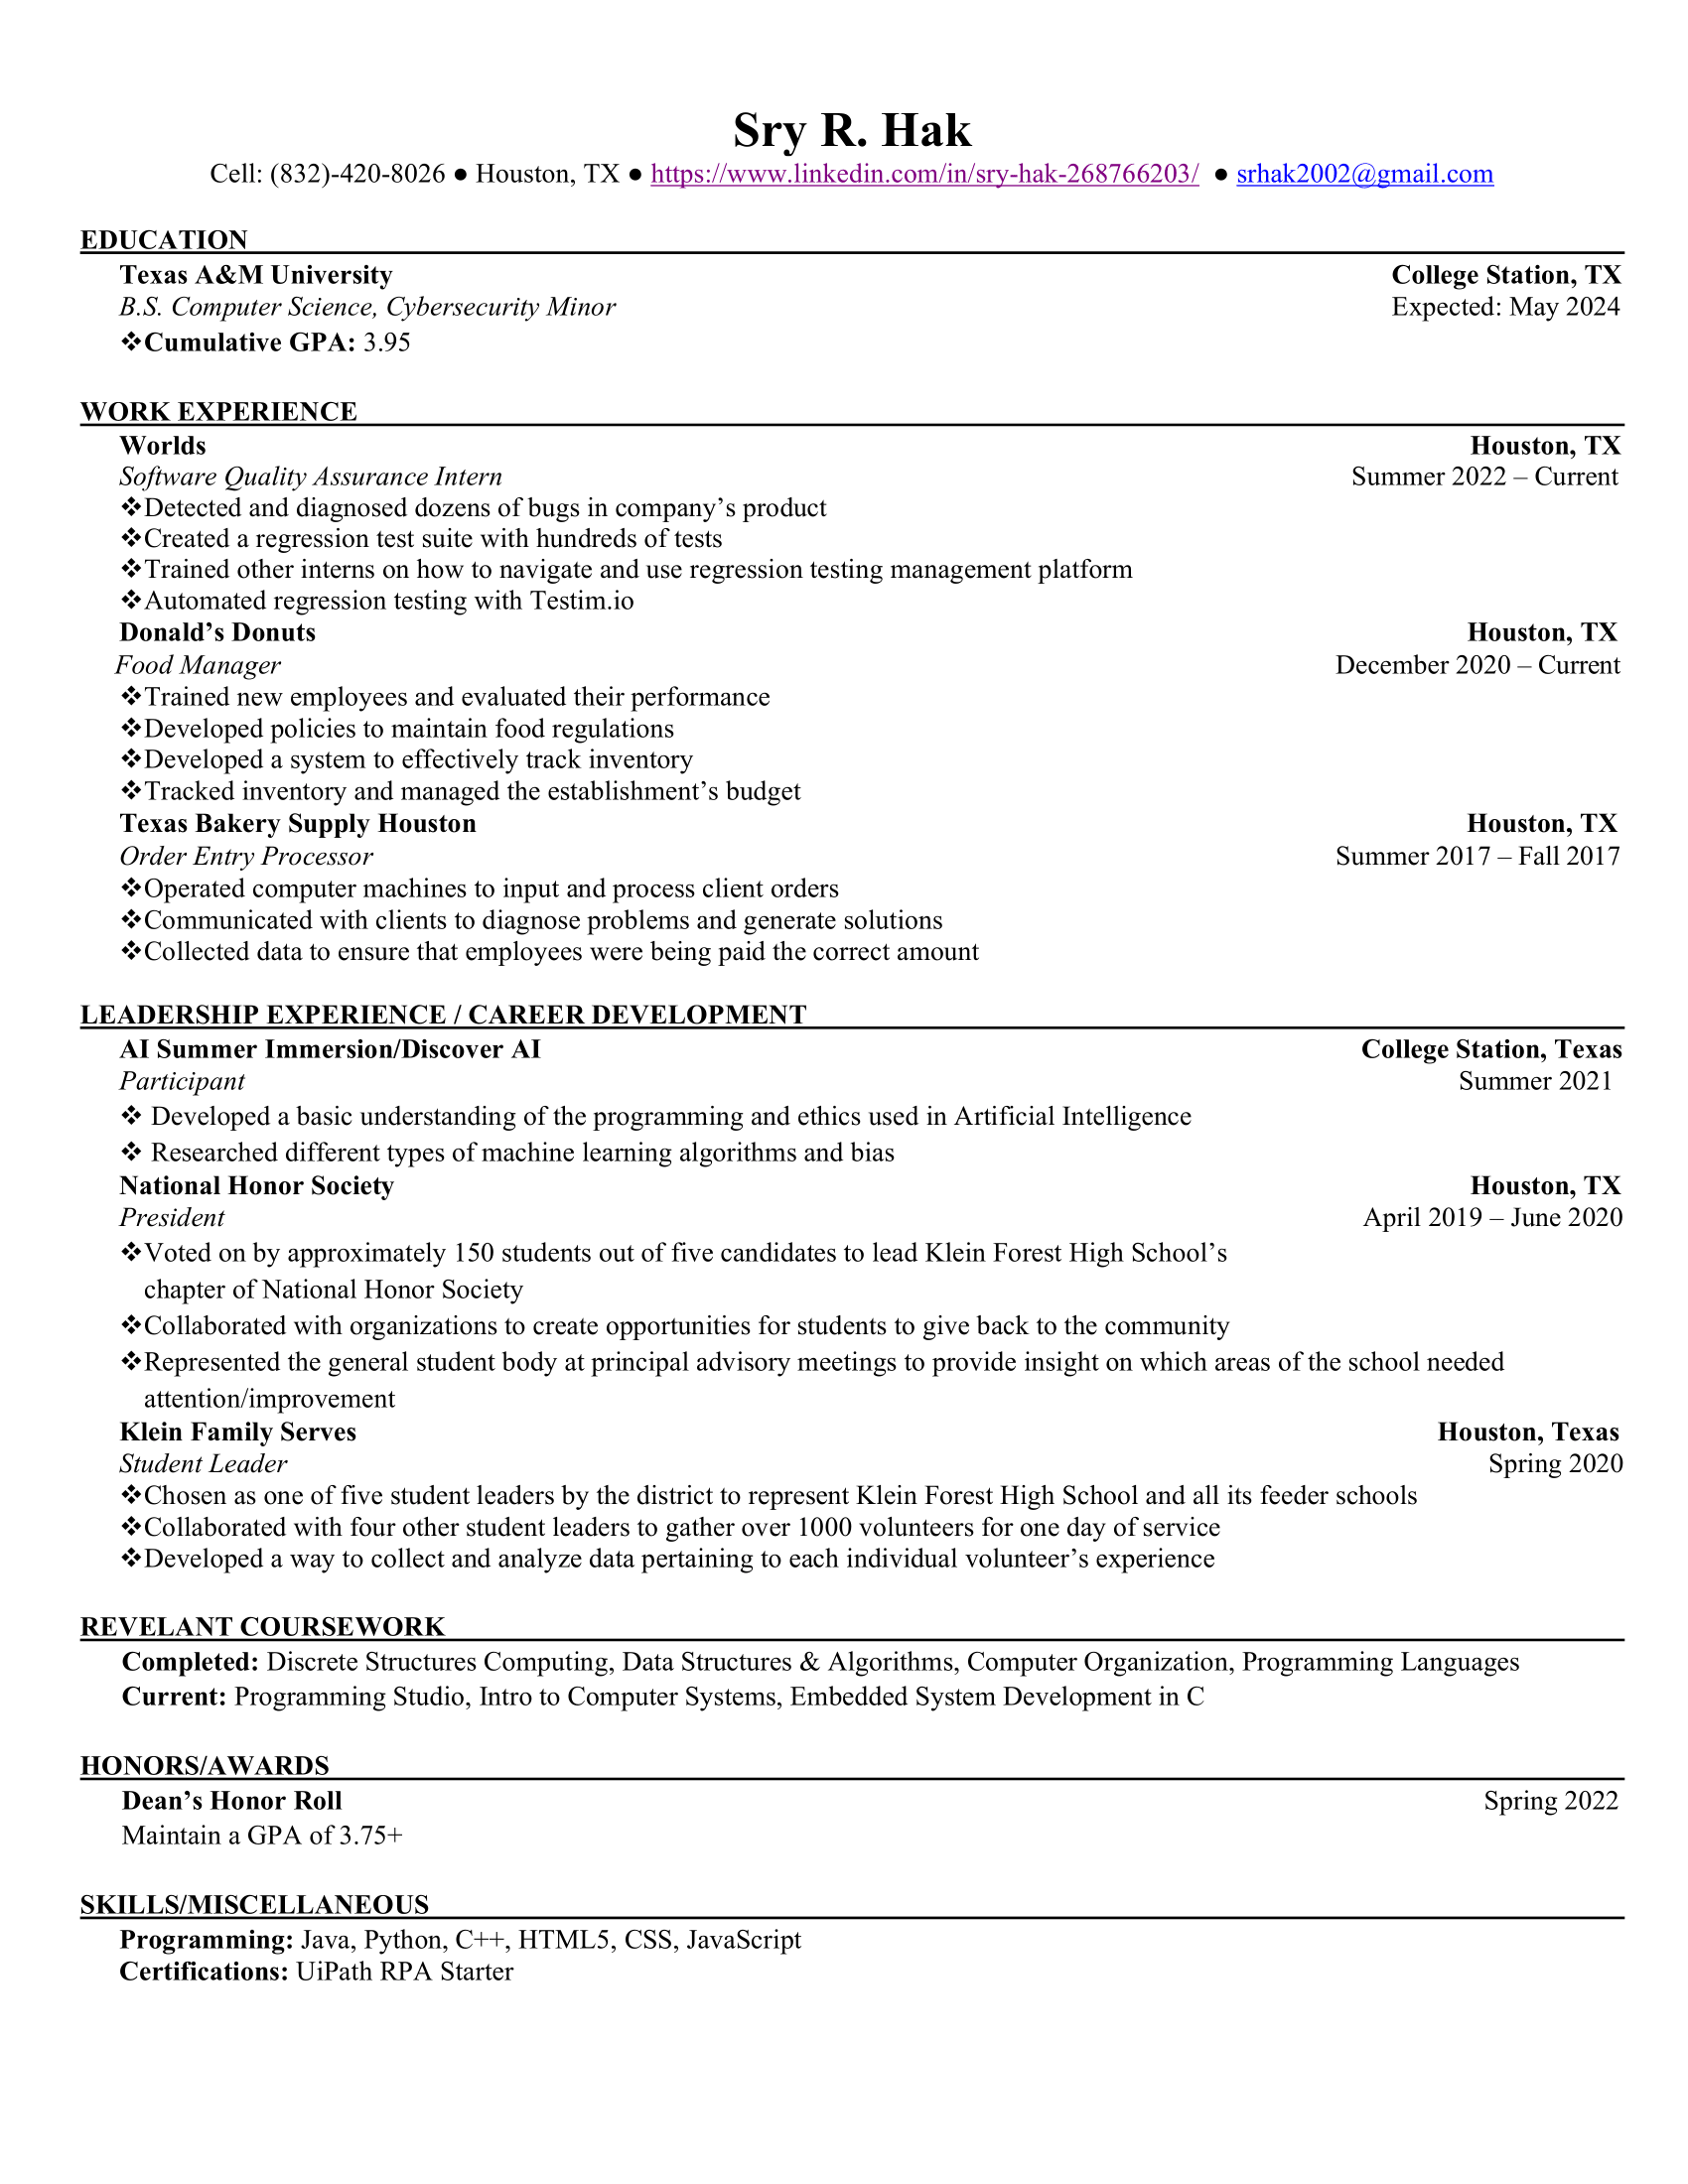 Sry R. Hak
Cell: (832)-420-8026 ● Houston, TX ● https://www.linkedin.com/in/sry-hak-268766203/ ● srhak2002@gmail.com
EDUCATION
Texas A&M University College Station, TX
B.S. Computer Science, Cybersecurity Minor Expected: May 2024
❖Cumulative GPA: 3.95
WORK EXPERIENCE
Worlds Houston, TX
Software Quality Assurance Intern Summer 2022 – Current
❖Detected and diagnosed dozens of bugs in company’s product
❖Created a regression test suite with hundreds of tests
❖Trained other interns on how to navigate and use regression testing management platform
❖Automated regression testing with Testim.io
Donald’s Donuts Houston, TX
Food Manager December 2020 – Current
❖Trained new employees and evaluated their performance
❖Developed policies to maintain food regulations
❖Developed a system to effectively track inventory
❖Tracked inventory and managed the establishment’s budget
Texas Bakery Supply Houston Houston, TX
Order Entry Processor Summer 2017 – Fall 2017
❖Operated computer machines to input and process client orders
❖Communicated with clients to diagnose problems and generate solutions
❖Collected data to ensure that employees were being paid the correct amount
LEADERSHIP EXPERIENCE / CAREER DEVELOPMENT
AI Summer Immersion/Discover AI College Station, Texas
Participant Summer 2021
❖ Developed a basic understanding of the programming and ethics used in Artificial Intelligence
❖ Researched different types of machine learning algorithms and bias
National Honor Society Houston, TX
President April 2019 – June 2020
❖Voted on by approximately 150 students out of five candidates to lead Klein Forest High School’s
chapter of National Honor Society
❖Collaborated with organizations to create opportunities for students to give back to the community
❖Represented the general student body at principal advisory meetings to provide insight on which areas of the school needed
attention/improvement
Klein Family Serves Houston, Texas
Student Leader Spring 2020
❖Chosen as one of five student leaders by the district to represent Klein Forest High School and all its feeder schools
❖Collaborated with four other student leaders to gather over 1000 volunteers for one day of service
❖Developed a way to collect and analyze data pertaining to each individual volunteer’s experience
REVELANT COURSEWORK
Completed: Discrete Structures Computing, Data Structures & Algorithms, Computer Organization, Programming Languages
Current: Programming Studio, Intro to Computer Systems, Embedded System Development in C
HONORS/AWARDS
Dean’s Honor Roll Spring 2022
Maintain a GPA of 3.75+
SKILLS/MISCELLANEOUS
Programming: Java, Python, C++, HTML5, CSS, JavaScript
Certifications: UiPath RPA Starter